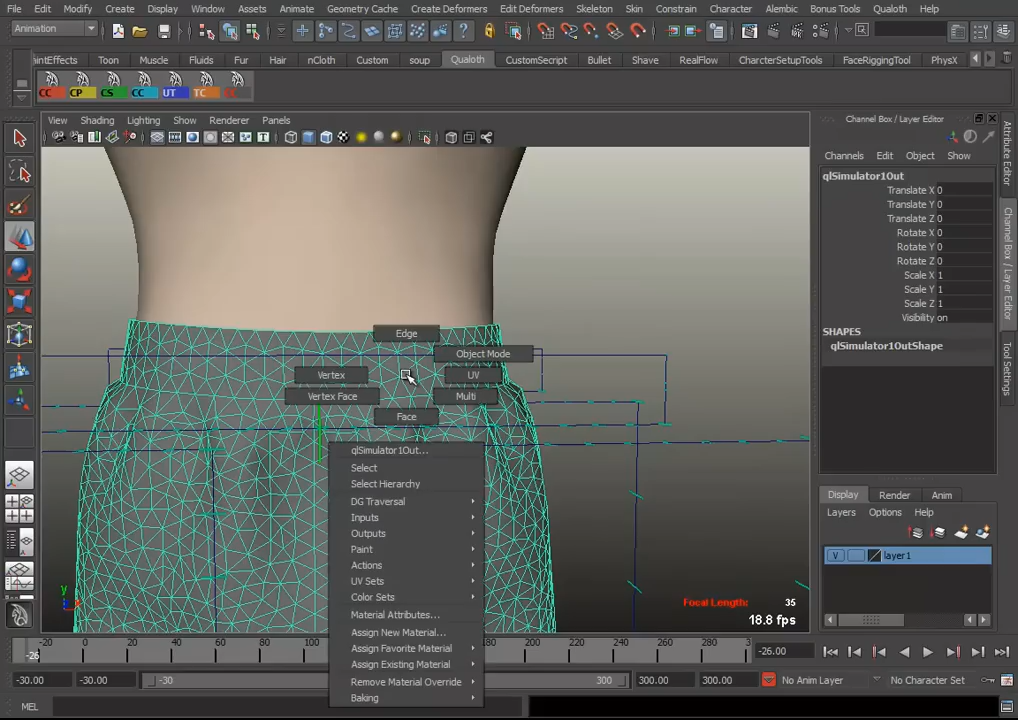 File Edit Modify Create Display Window Assets Animate Geometry Cache Create Deformers Edit Deformers Skeleton Skin Constrain Character Alembic Bonus Tools Qualoth Help
Animation
aintEffects Toon Muscle Fluids Fur Hair nCloth Custom soup Qualoth CustomSecript Bullet Shave RealFlow CharcterSetupTools FaceRiggingTool PhysX
CC CP CS CC UT TC CC
View Shading Lighting Show Renderer Panels
Channel Box / Layer Editor
Channels Edit Object Show
qlSimulator1Out
Translate X 0
Translate Y 0
Translate Z 0
Rotate X 0
Rotate Y 0
Rotate Z 0
Scale X 1
Scale Y 1
Scale Z 1
Visibility on
SHAPES
qlSimulator1OutShape
Attribute Editor
Channel Box / Layer Editor
Tool Settings
Edge
Object Mode
Vertex
UV
Vertex Face
Multi
Face
qlSimulator1Out...
Select
Select Hierarchy
DG Traversal
Inputs
Outputs
Paint
Actions
UV Sets
Color Sets
Material Attributes...
Assign New Material...
Assign Favorite Material
Assign Existing Material
Remove Material Override
Baking
Display Render Anim
Layers Options Help
V layer1
y
Focal Length: 35
18.8 fps
-20 0 20 40 60 80 100 180 200 220 240 260 280 3
-26
-26.00
-30.00 -30.00 -30 300 300.00 300.00 No Anim Layer No Character Set
MEL